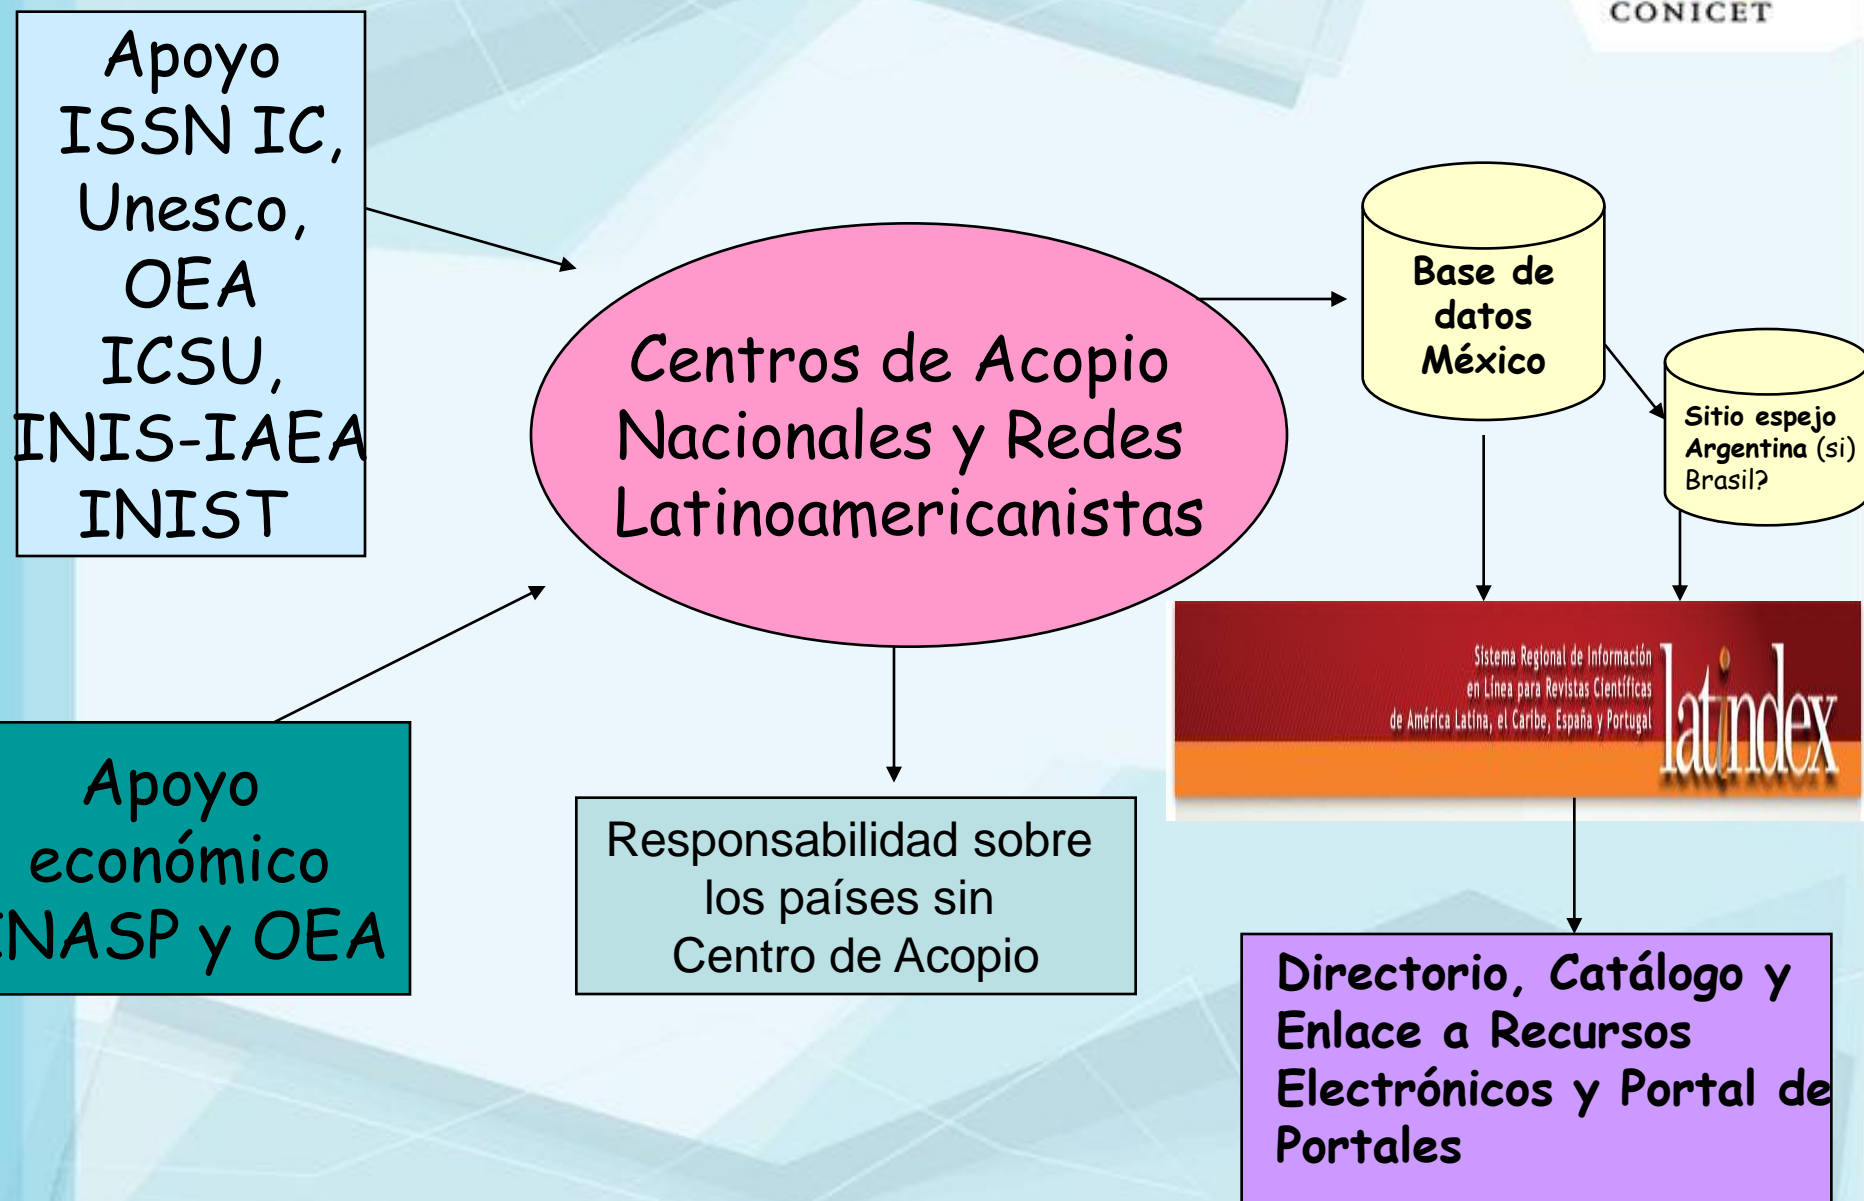 CONICET
Apoyo
ISSN IC,
Unesco,
OEA
ICSU,
INIS-IAEA
INIST
Centros de Acopio
Nacionales y Redes
Latinoamericanistas
Base de
datos
México
Sitio espejo
Argentina (si)
Brasil?
Sistema Regional de Información
en Línea para Revistas Científicas
de América Latina, el Caribe, España y Portugal
latindex
Apoyo
económico
INASP y OEA
Responsabilidad sobre
los países sin
Centro de Acopio
Directorio, Catálogo y
Enlace a Recursos
Electrónicos y Portal de
Portales